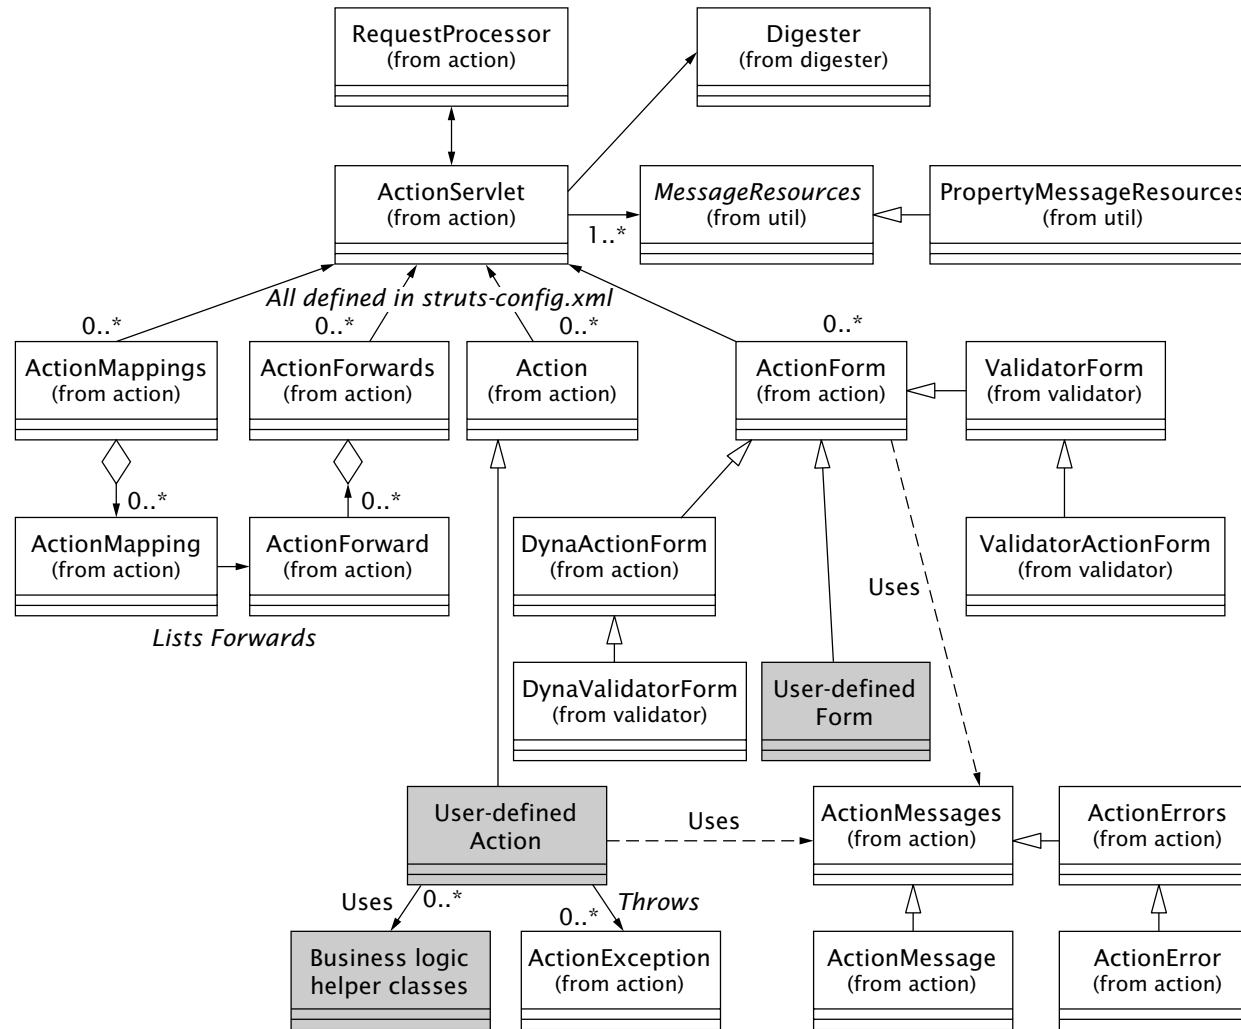 RequestProcessor
(from action)
Digester
(from digester)
ActionServlet
(from action)
MessageResources
(from util)
PropertyMessageResources
(from util)
1..*
All defined in struts-config.xml
0..*
0..*
0..*
0..*
ActionMappings
(from action)
ActionForwards
(from action)
Action
(from action)
ActionForm
(from action)
ValidatorForm
(from validator)
0..*
0..*
ActionMapping
(from action)
ActionForward
(from action)
DynaActionForm
(from action)
ValidatorActionForm
(from validator)
Uses
Lists Forwards
DynaValidatorForm
(from validator)
User-defined
Form
User-defined
Action
Uses
ActionMessages
(from action)
ActionErrors
(from action)
Uses
0..*
0..*
Throws
Business logic
helper classes
ActionException
(from action)
ActionMessage
(from action)
ActionError
(from action)